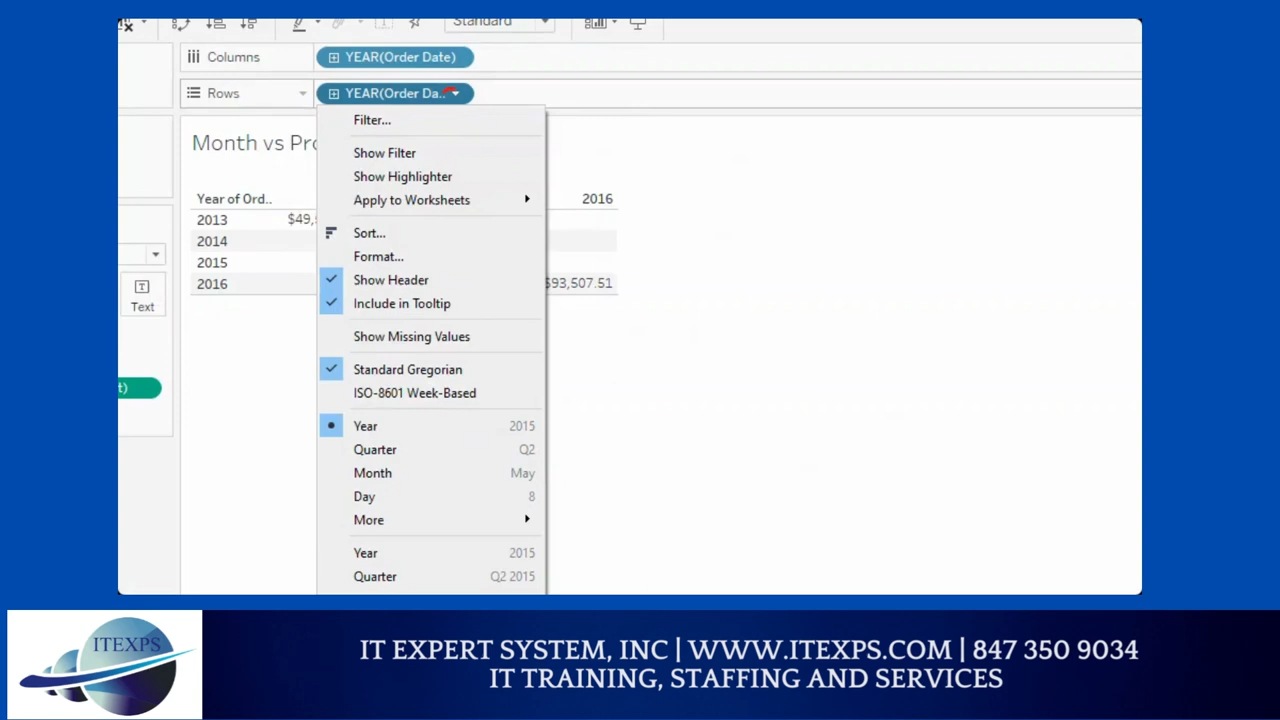 Standard
Columns
YEAR(Order Date)
Rows
YEAR(Order Da..
Month vs Pro
Year of Ord..
2016
2013
$49,
2014
2015
2016
$93,507.51
Text
t)
Filter...
Show Filter
Show Highlighter
Apply to Worksheets
Sort...
Format...
Show Header
Include in Tooltip
Show Missing Values
Standard Gregorian
ISO-8601 Week-Based
Year 2015
Quarter Q2
Month May
Day 8
More
Year 2015
Quarter Q2 2015
ITEXPS
IT EXPERT SYSTEM, INC | WWW.ITEXPS.COM | 847 350 9034
IT TRAINING, STAFFING AND SERVICES